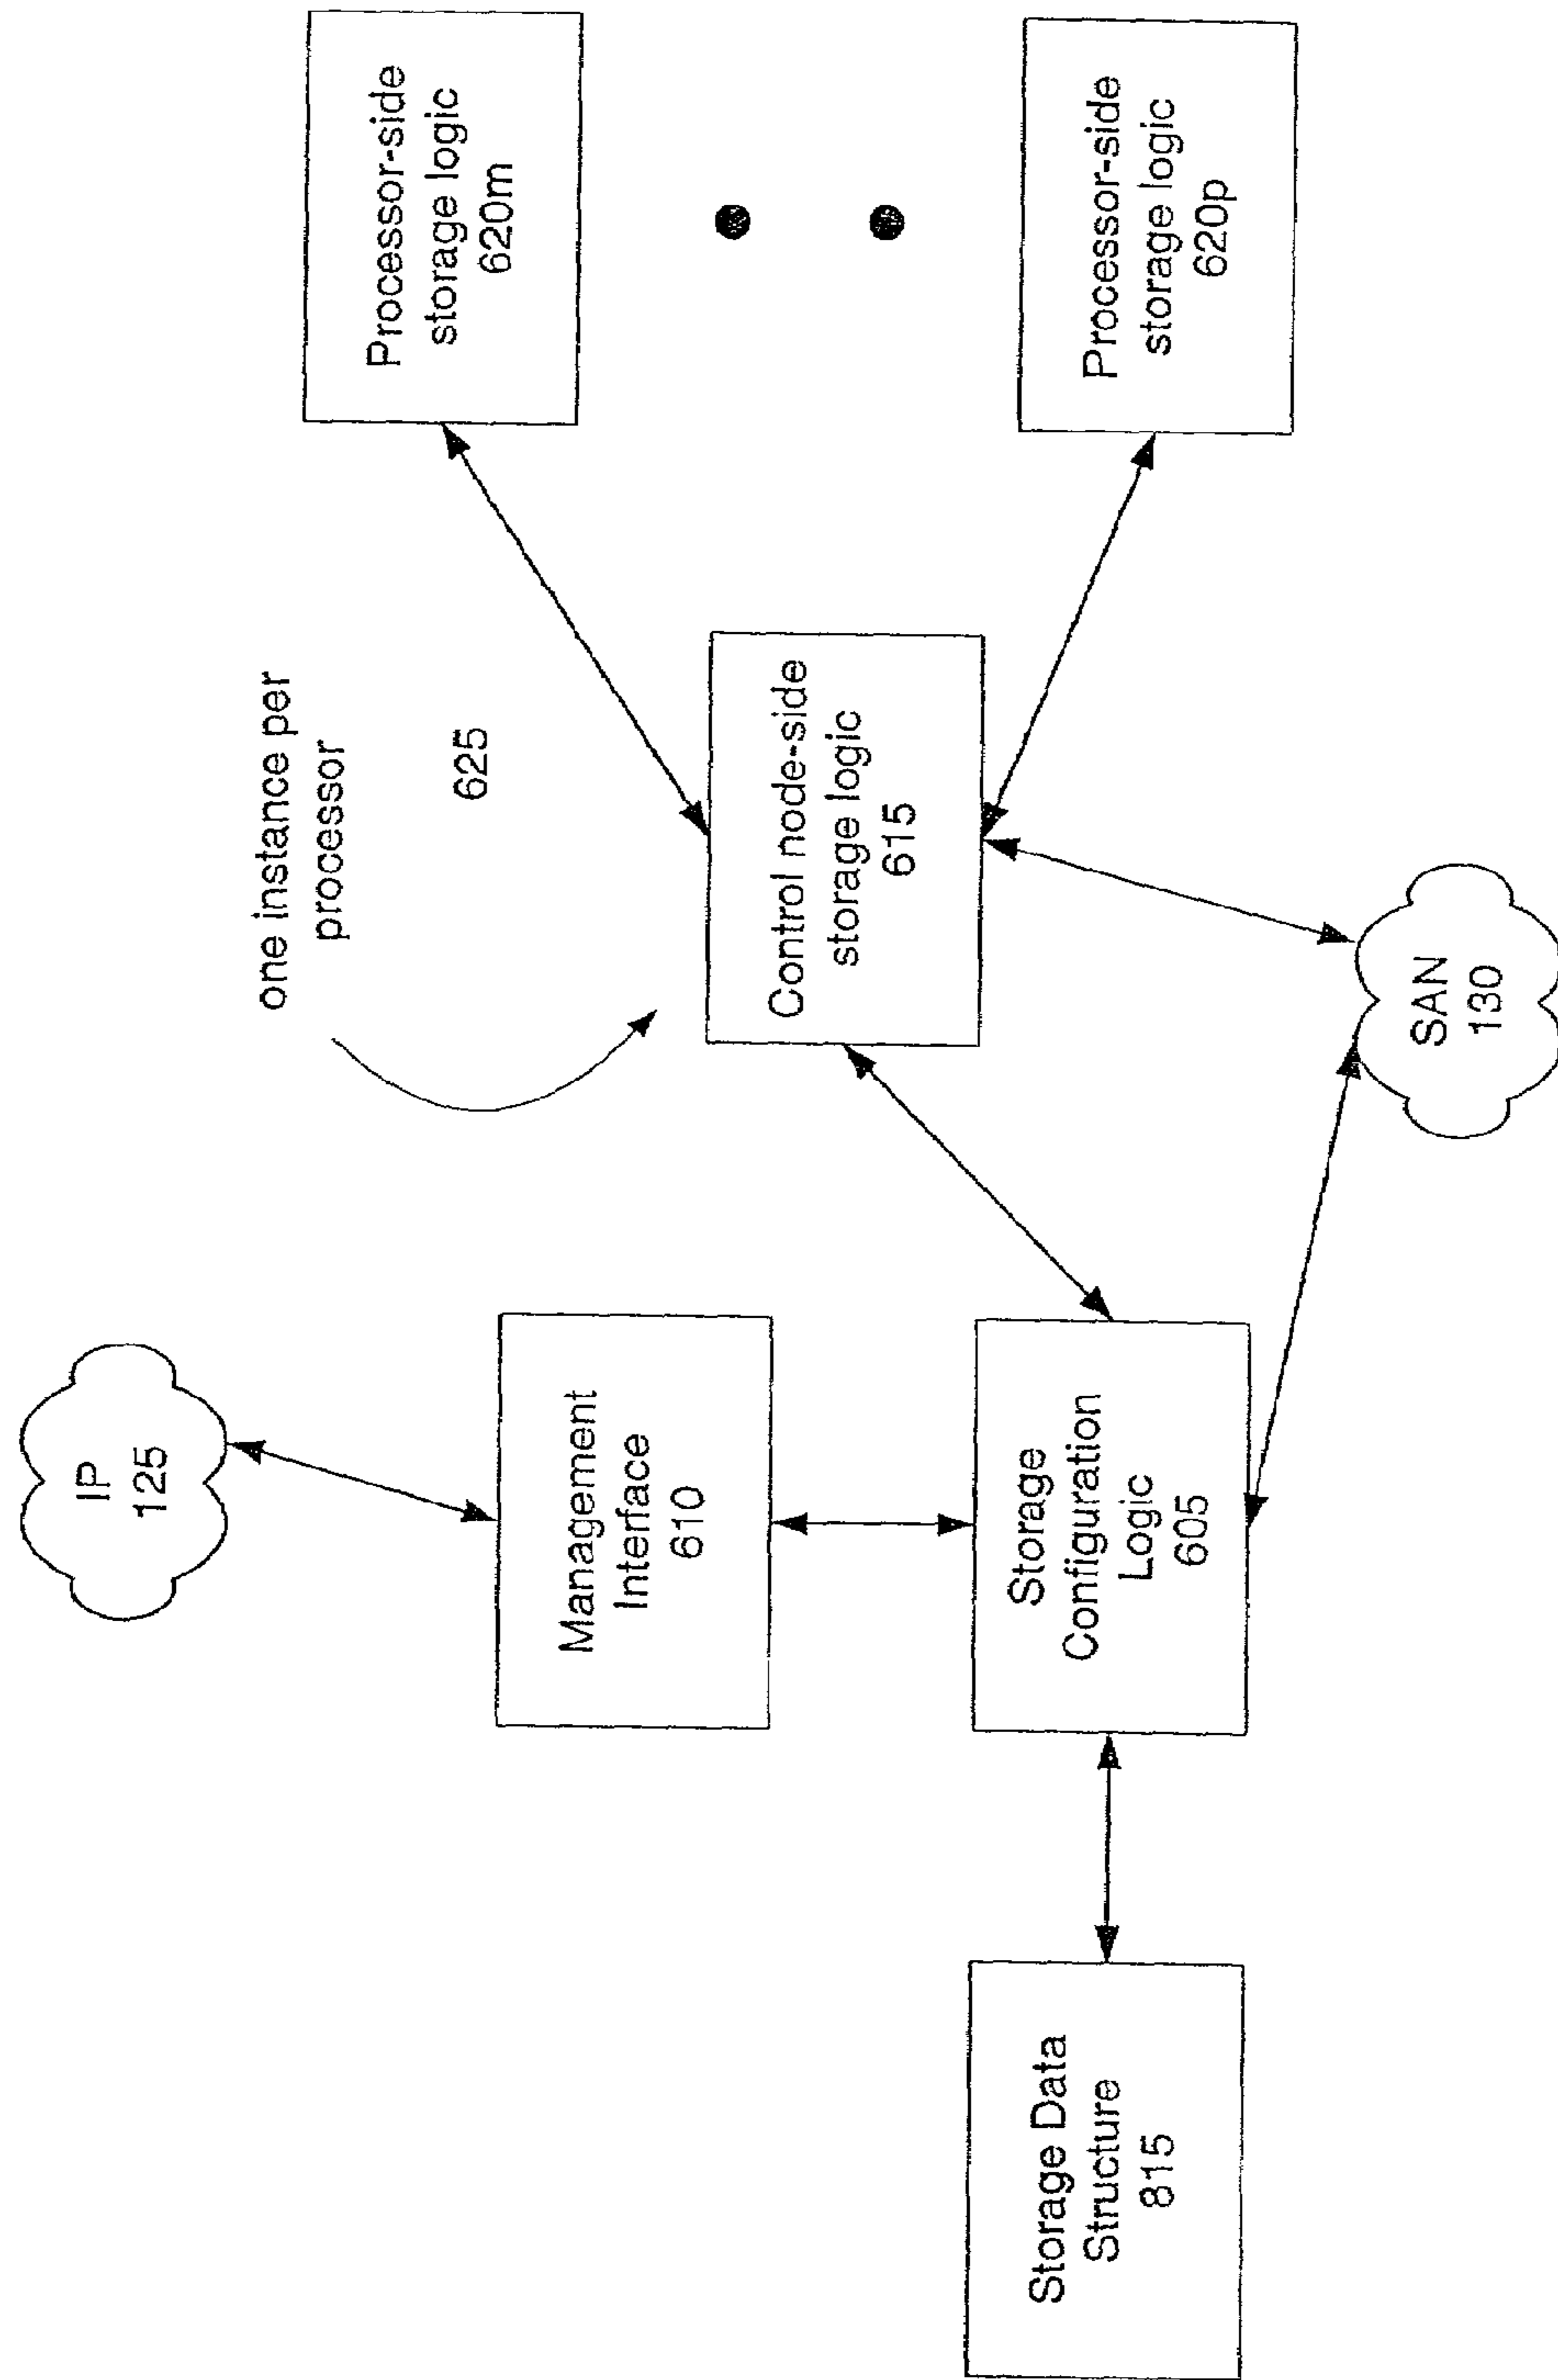 IP
125
Management
Interface
610
Storage
Configuration
Logic
605
Storage Data
Structure
815
one instance per
processor
625
Control node-side
storage logic
615
SAN
130
Processor-side
storage logic
620m
Processor-side
storage logic
620p